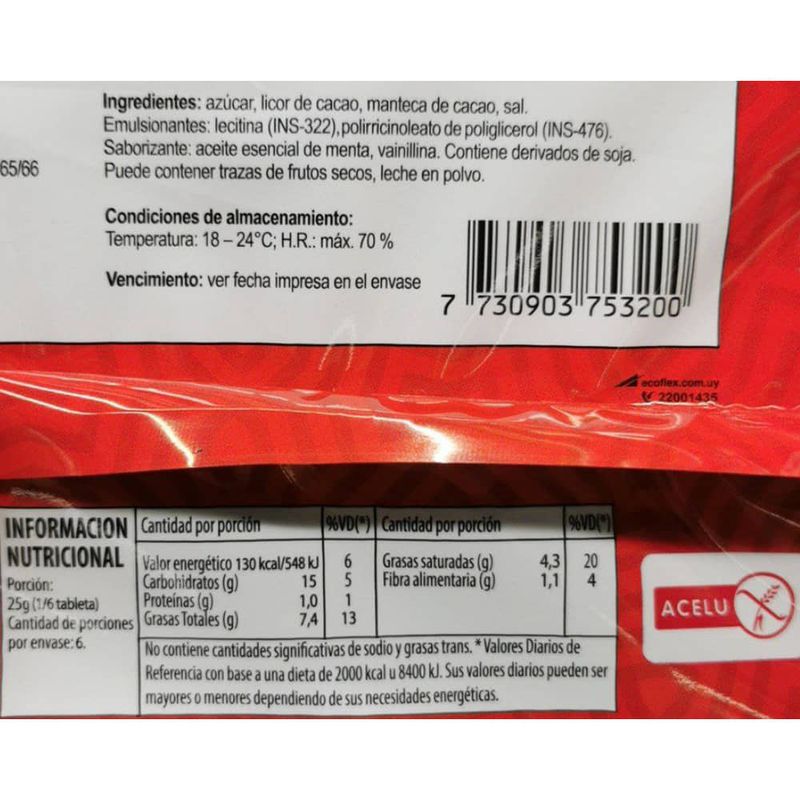 Ingredientes: azúcar, licor de cacao, manteca de cacao, sal.
Emulsionantes: lecitina (INS-322), polirricinoleato de poliglicerol (INS-476).
Saborizante: aceite esencial de menta, vainillina. Contiene derivados de soja.
65/66
Puede contener trazas de frutos secos, leche en polvo.
Condiciones de almacenamiento:
Temperatura: 18 – 24°C; H.R.: máx. 70 %
Vencimiento: ver fecha impresa en el envase
7 730903 753200
ecoflex.com.uy
22001435
INFORMACION NUTRICIONAL
Porción:
25g (1/6 tableta)
Cantidad de porciones
por envase: 6.
Cantidad por porción %VD(*) Cantidad por porción %VD(*)
Valor energético 130 kcal/548 kJ 6 Grasas saturadas (g) 4,3 20
Carbohidratos (g) 15 5 Fibra alimentaria (g) 1,1 4
Proteínas (g) 1,0 1
Grasas Totales (g) 7,4 13
No contiene cantidades significativas de sodio y grasas trans. * Valores Diarios de
Referencia con base a una dieta de 2000 kcal u 8400 kJ. Sus valores diarios pueden ser
mayores o menores dependiendo de sus necesidades energéticas.
ACELU